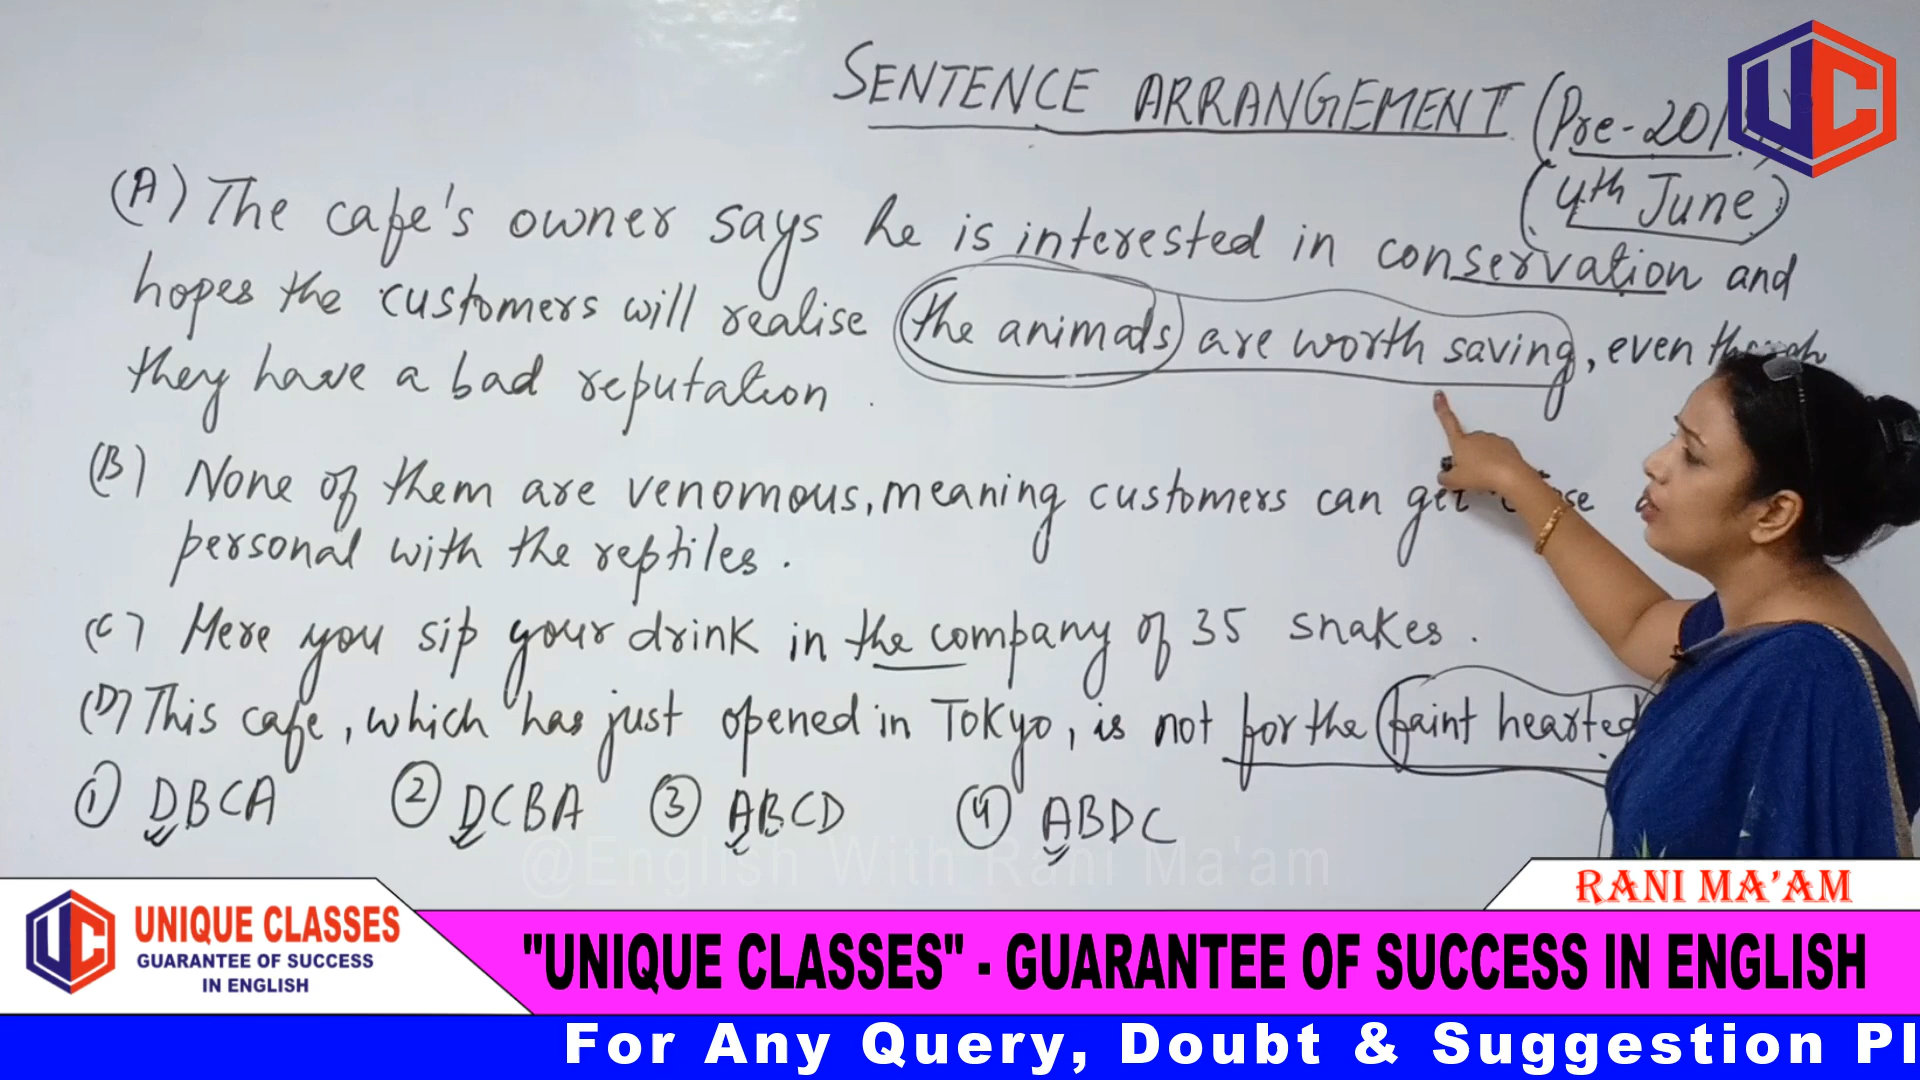 SENTENCE ARRANGEMENT (Pre-201
(4th June)
UC
(A) The cafe's owner says he is interested in conservation and
hopes the customers will realise the animals are worth saving, even though
they have a bad reputation.
(B) None of them are venomous, meaning customers can get
personal with the reptiles.
(C) Here you sip your drink in the company of 35 snakes.
(D) This cafe, which has just opened in Tokyo, is not for the faint hearted
① DBCA ② DCBA ③ ABCD ④ ABDC
@English With Rani Ma'am
RANI MA'AM
UC UNIQUE CLASSES
GUARANTEE OF SUCCESS
IN ENGLISH
"UNIQUE CLASSES" - GUARANTEE OF SUCCESS IN ENGLISH
For Any Query, Doubt & Suggestion Pl